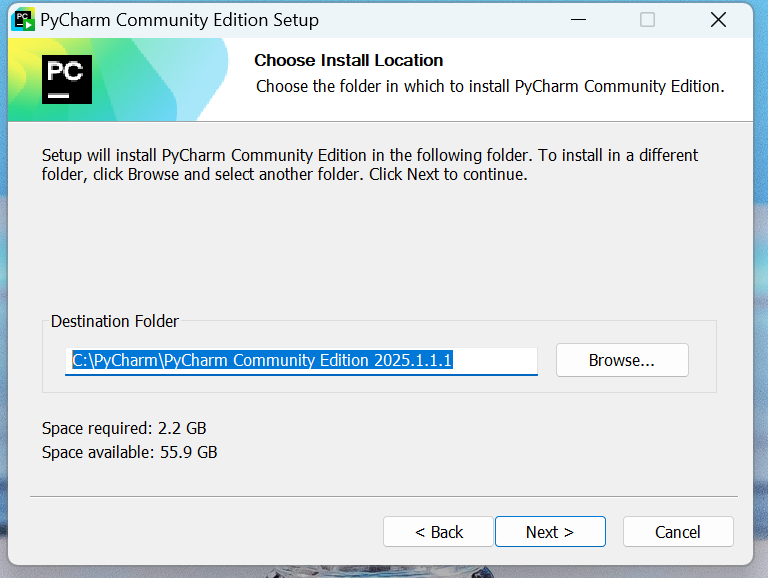 PC
PyCharm Community Edition Setup
PC
Choose Install Location
Choose the folder in which to install PyCharm Community Edition.
Setup will install PyCharm Community Edition in the following folder. To install in a different
folder, click Browse and select another folder. Click Next to continue.
Destination Folder
C:\PyCharm\PyCharm Community Edition 2025.1.1.1
Browse...
Space required: 2.2 GB
Space available: 55.9 GB
< Back
Next >
Cancel